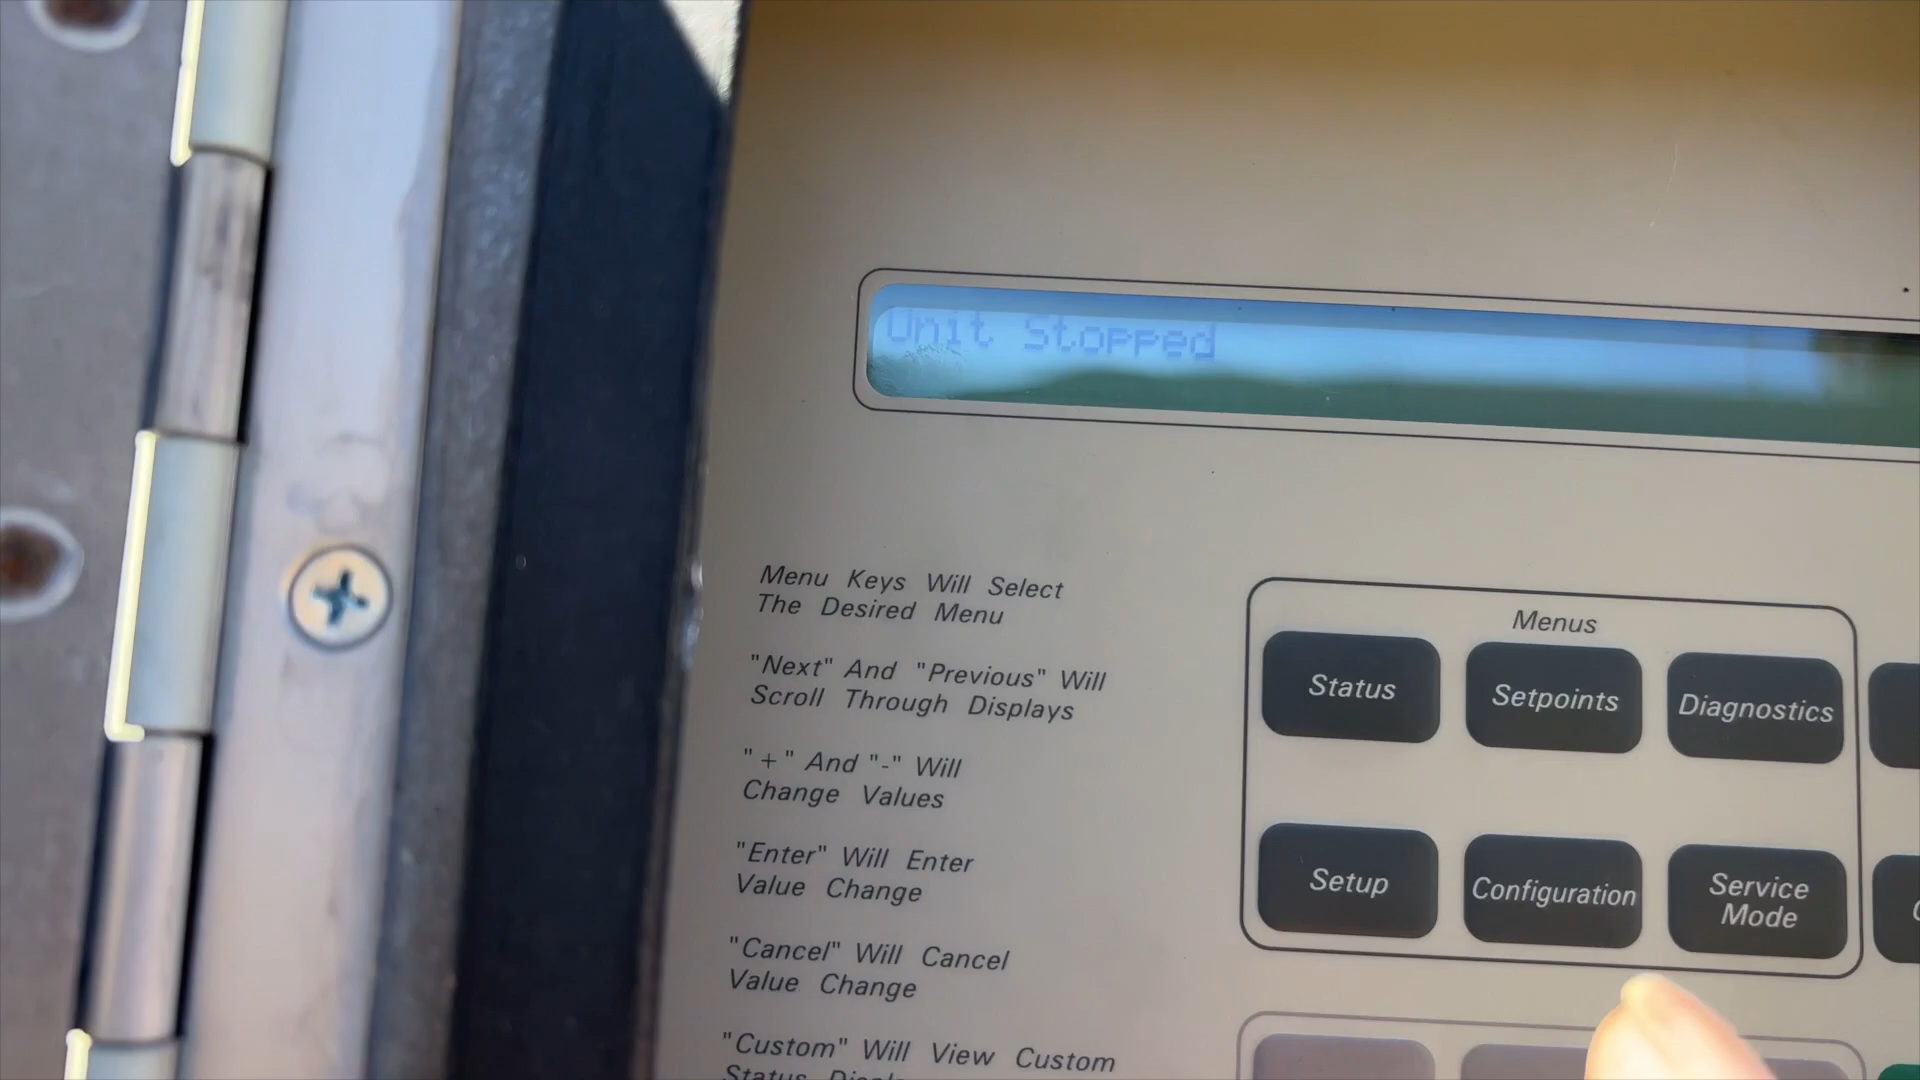 Unit Stopped
Menu Keys Will Select
The Desired Menu
"Next" And "Previous" Will
Scroll Through Displays
"+" And "-" Will
Change Values
"Enter" Will Enter
Value Change
"Cancel" Will Cancel
Value Change
"Custom" Will View Custom
Status
Menus
Status
Setpoints
Diagnostics
Setup
Configuration
Service
Mode